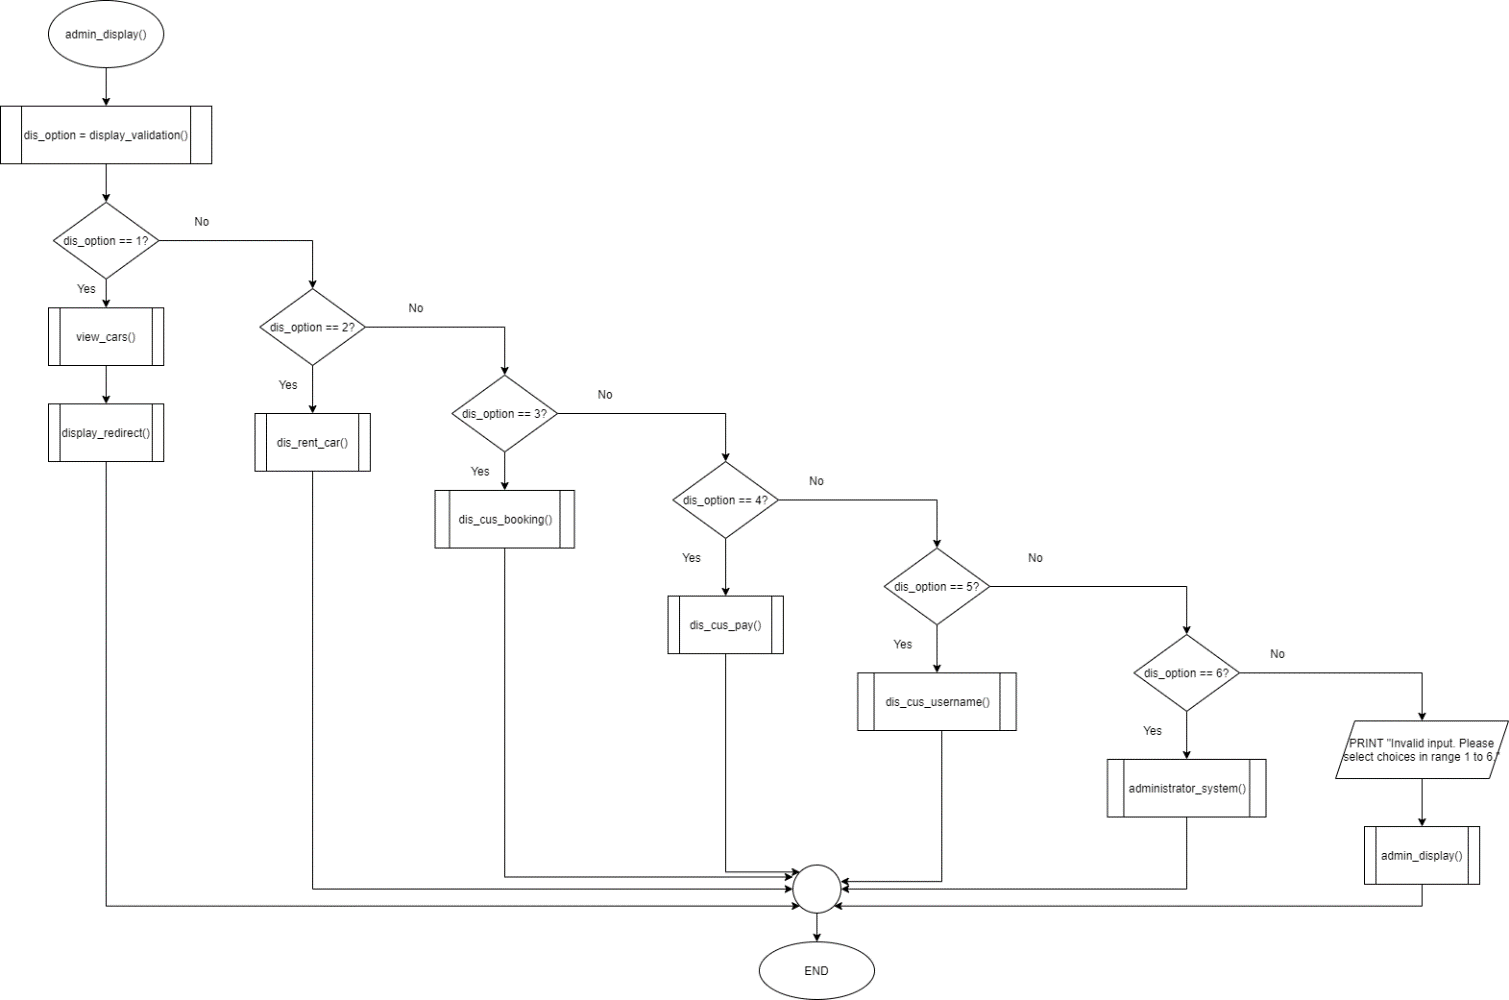 admin_display()
dis_option = display_validation()
dis_option == 1?
No
Yes
view_cars()
display_redirect()
dis_option == 2?
No
Yes
dis_rent_car()
dis_option == 3?
No
Yes
dis_cus_booking()
dis_option == 4?
No
Yes
dis_cus_pay()
dis_option == 5?
No
Yes
dis_cus_username()
dis_option == 6?
No
Yes
administrator_system()
PRINT "Invalid input. Please
select choices in range 1 to 6."
admin_display()
END